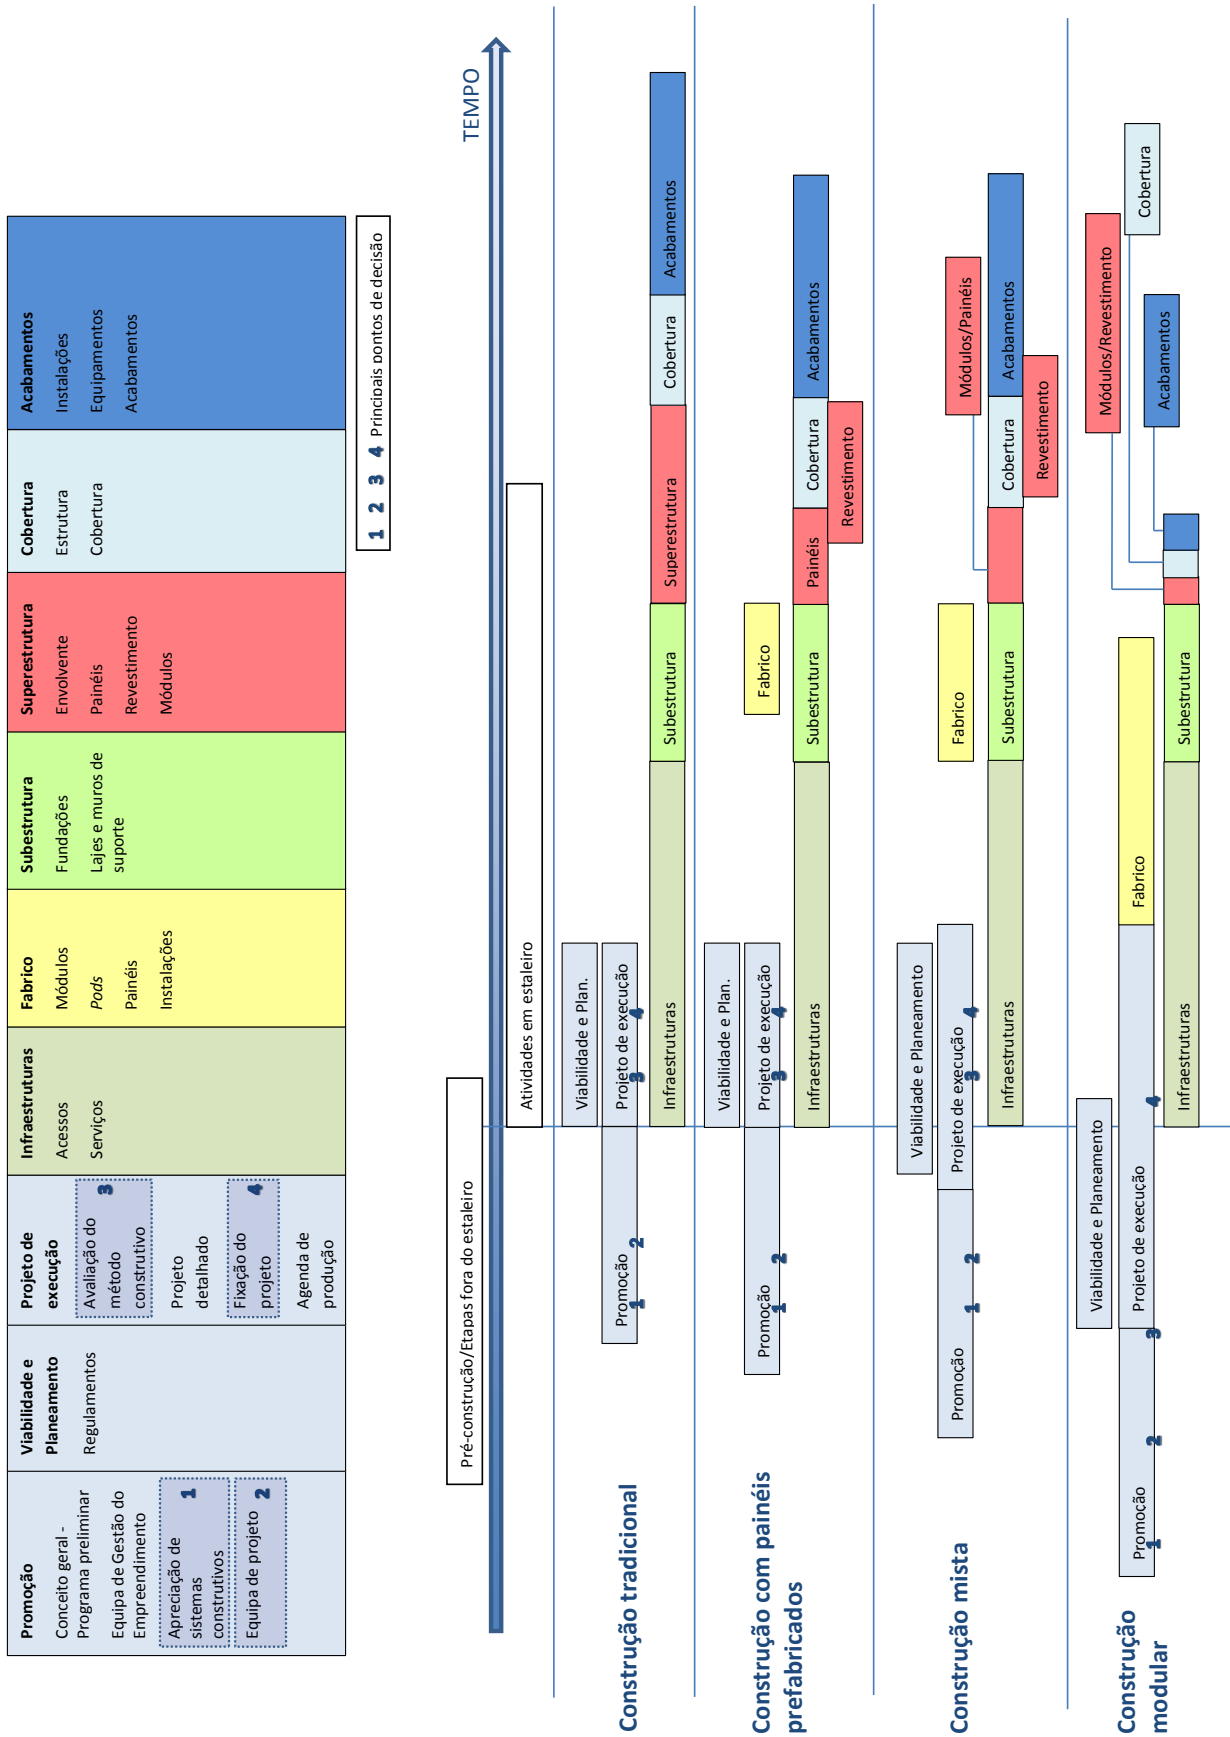 Promoção
Conceito geral -
Programa preliminar
Equipa de Gestão do
Empreendimento
Apreciação de
sistemas
construtivos
1
Equipa de projeto
2
Viabilidade e
Planeamento
Regulamentos
Projeto de
execução
Avaliação do
método
construtivo
3
Projeto
detalhado
Fixação do
projeto
4
Agenda de
produção
Infraestruturas
Acessos
Serviços
Fabrico
Módulos
Pods
Painéis
Instalações
Subestrutura
Fundações
Lajes e muros de
suporte
Superestrutura
Envolvente
Painéis
Revestimento
Módulos
Cobertura
Estrutura
Cobertura
Acabamentos
Instalações
Equipamentos
Acabamentos
1 2 3 4 Principais pontos de decisão
Pré-construção/Etapas fora do estaleiro
TEMPO
Atividades em estaleiro
Construção tradicional
Viabilidade e Plan.
Promoção
1
2
Projeto de execução
3
4
Infraestruturas
Subestrutura
Superestrutura
Cobertura
Acabamentos
Construção com painéis
prefabricados
Viabilidade e Plan.
Promoção
1
2
Projeto de execução
3
4
Fabrico
Infraestruturas
Subestrutura
Painéis
Cobertura
Acabamentos
Revestimento
Construção mista
Viabilidade e Planeamento
Promoção
1
2
Projeto de execução
3
4
Fabrico
Módulos/Painéis
Infraestruturas
Subestrutura
Cobertura
Acabamentos
Revestimento
Construção
modular
Viabilidade e Planeamento
Módulos/Revestimento
Promoção
1
2
3
Projeto de execução
4
Fabrico
Cobertura
Acabamentos
Infraestruturas
Subestrutura